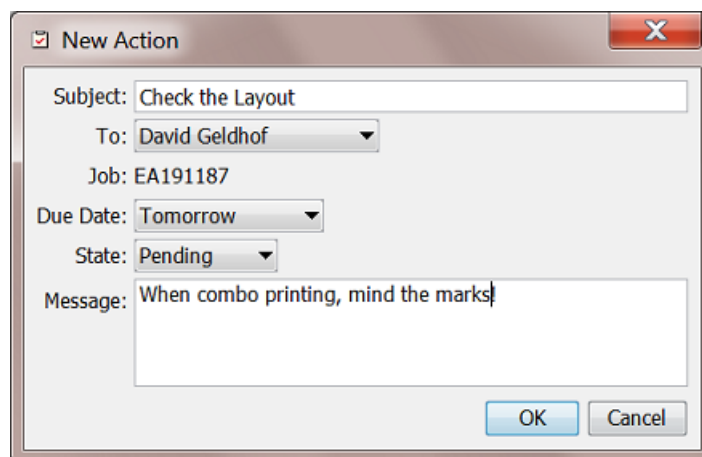 New Action
Subject: Check the Layout
To: David Geldhof
Job: EA191187
Due Date: Tomorrow
State: Pending
Message: When combo printing, mind the marks!
OK Cancel